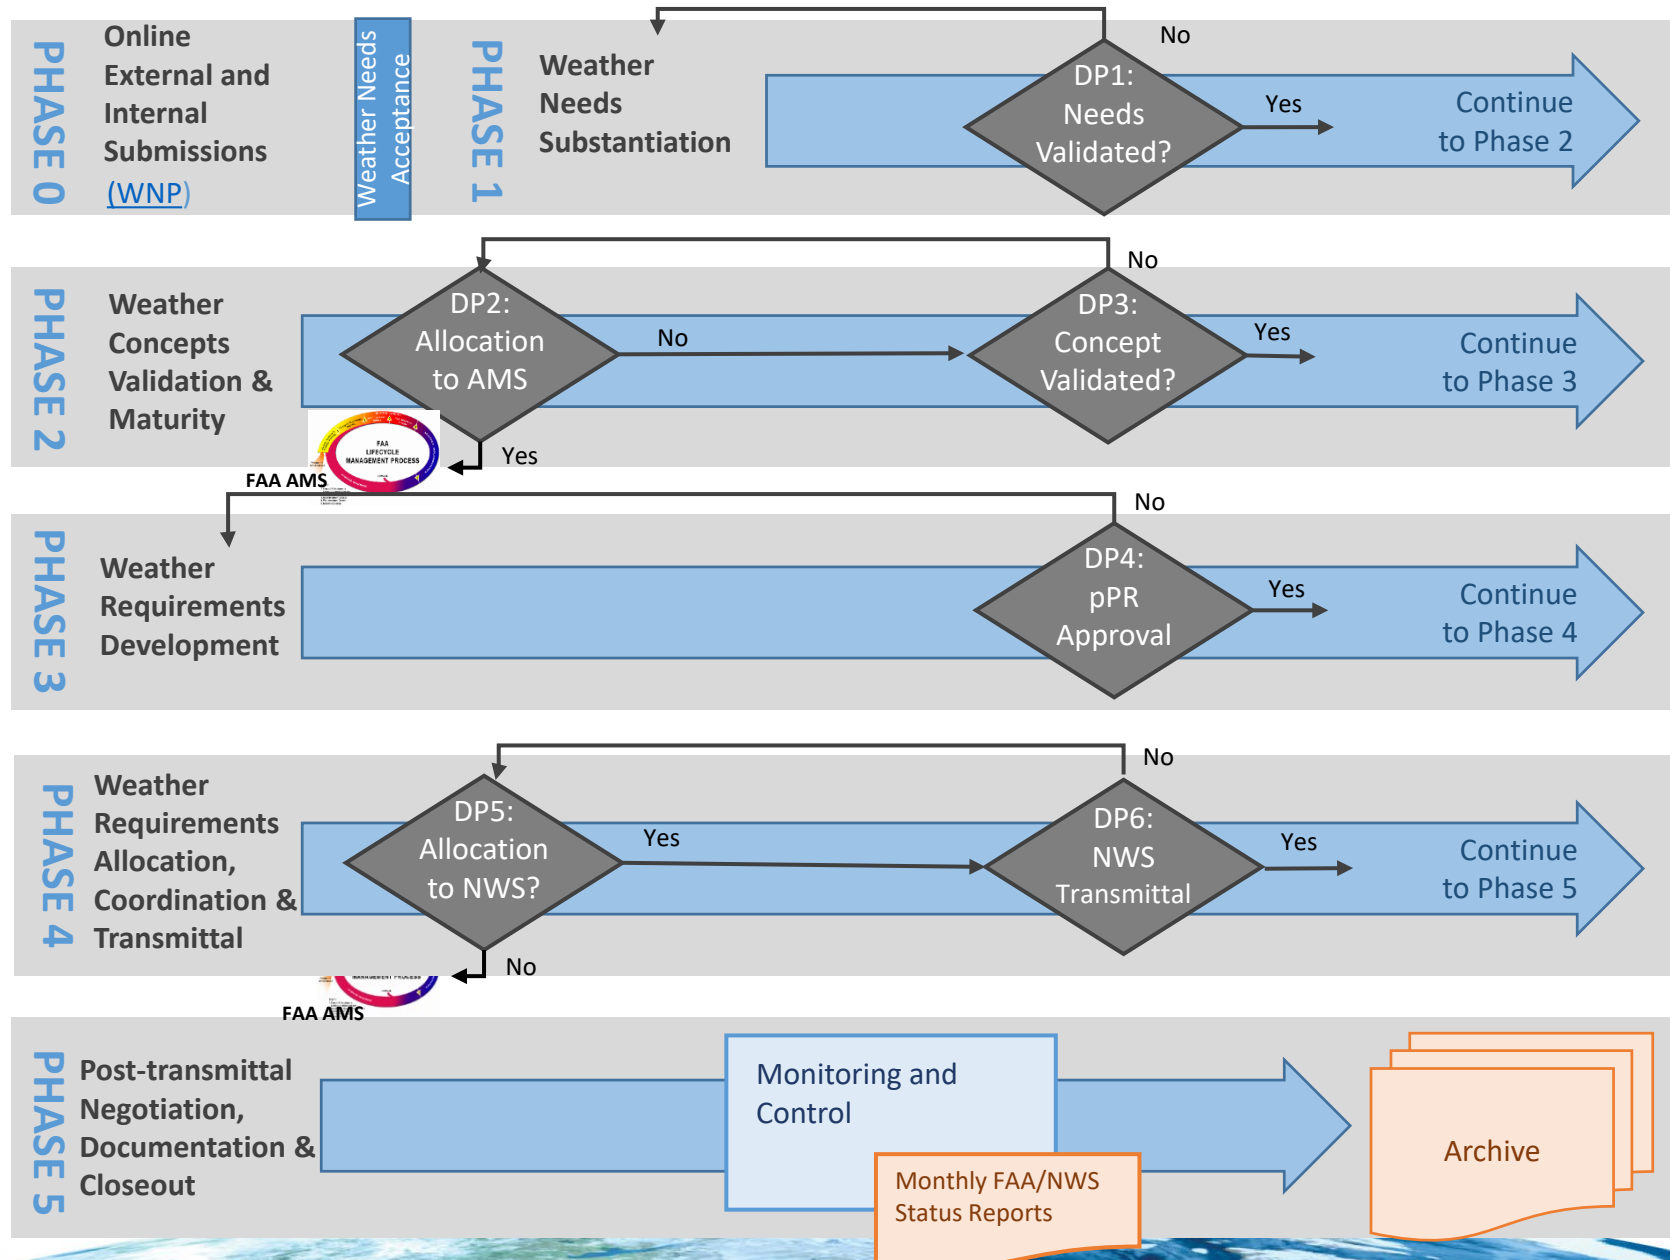 PHASE 0
Online
External and
Internal
Submissions
(WNP)
Weather Needs
Acceptance
PHASE 1
Weather
Needs
Substantiation
No
DP1:
Needs
Validated?
Yes
Continue
to Phase 2
PHASE 2
Weather
Concepts
Validation &
Maturity
DP2:
Allocation
to AMS
No
Yes
FAA
LIFECYCLE
MANAGEMENT PROCESS
FAA AMS
No
DP3:
Concept
Validated?
Yes
Continue
to Phase 3
PHASE 3
Weather
Requirements
Development
No
DP4:
pPR
Approval
Yes
Continue
to Phase 4
PHASE 4
Weather
Requirements
Allocation,
Coordination &
Transmittal
DP5:
Allocation
to NWS?
Yes
No
MANAGEMENT PROCESS
FAA AMS
No
DP6:
NWS
Transmittal
Yes
Continue
to Phase 5
PHASE 5
Post-transmittal
Negotiation,
Documentation &
Closeout
Monitoring and
Control
Monthly FAA/NWS
Status Reports
Archive